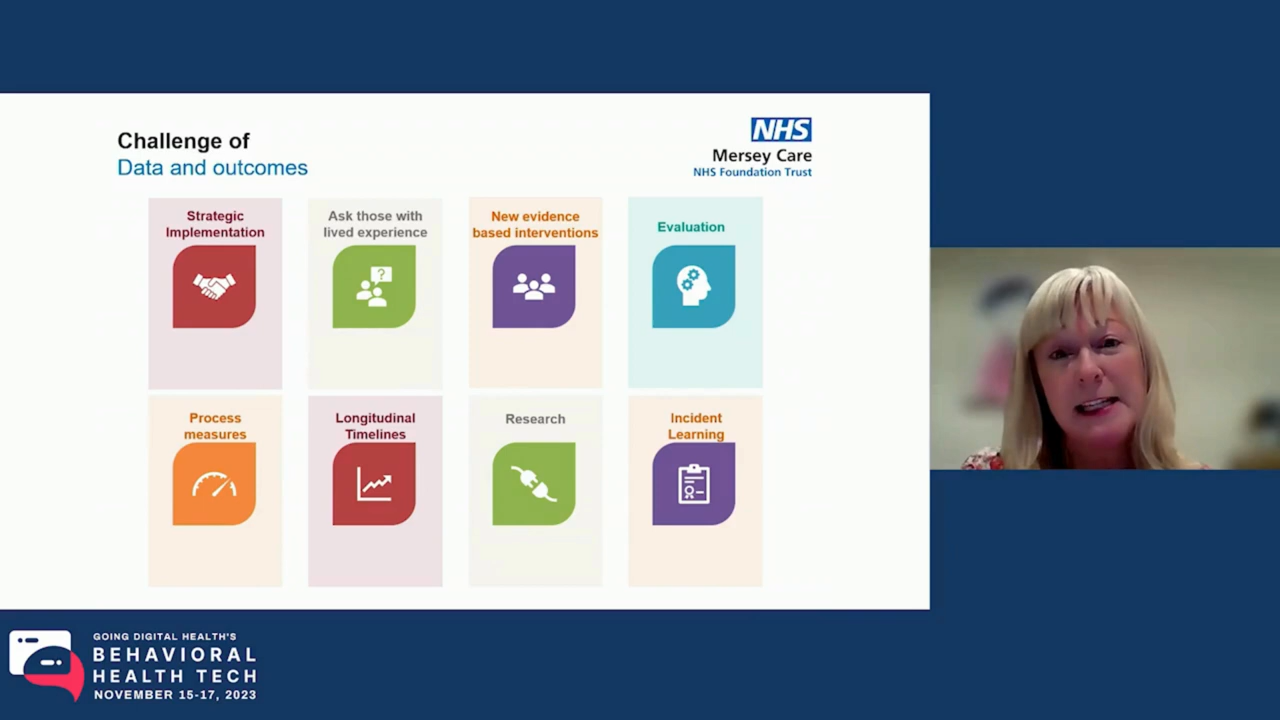 Challenge of
Data and outcomes
NHS
Mersey Care
NHS Foundation Trust
Strategic
Implementation
Ask those with
lived experience
?
New evidence
based interventions
Evaluation
Process
measures
Longitudinal
Timelines
Research
Incident
Learning
GOING DIGITAL HEALTH'S
BEHAVIORAL
HEALTH TECH
NOVEMBER 15-17, 2023